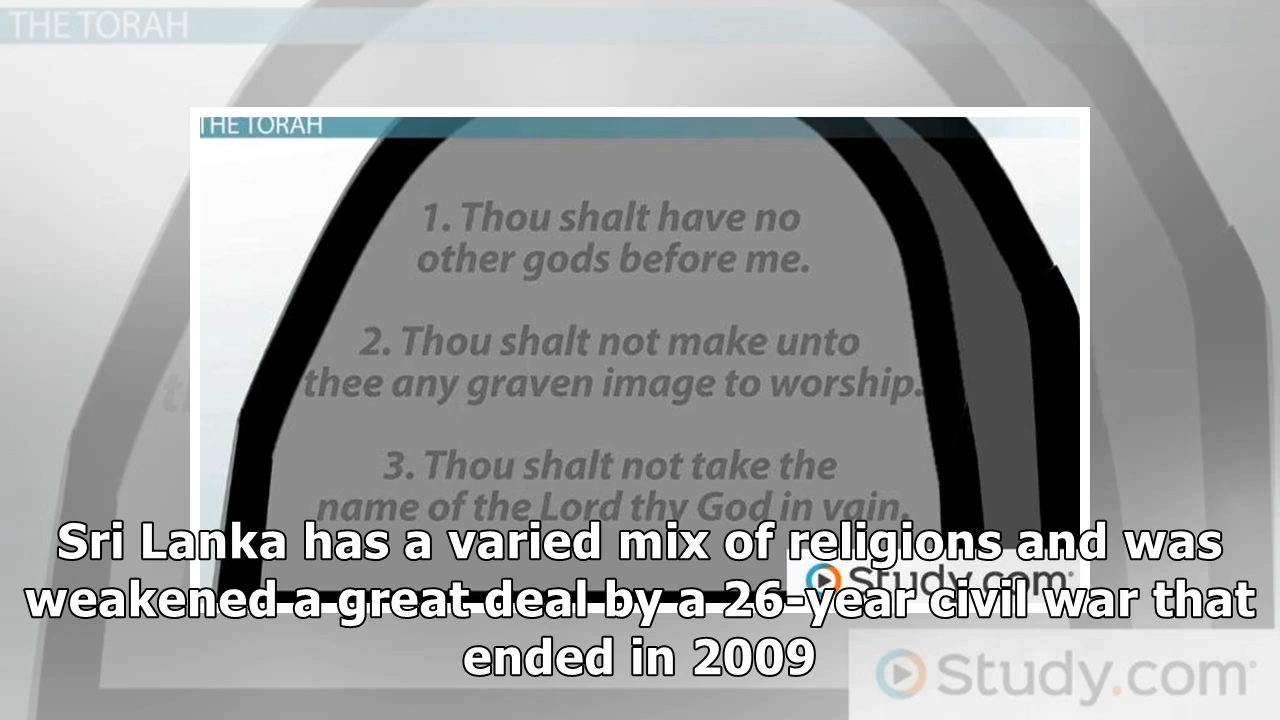 THE TORAH
THE TORAH
1. Thou shalt have no
other gods before me.
2. Thou shalt not make unto
thee any graven image to worship.
3. Thou shalt not take the
name of the Lord thy God in vain.
Sri Lanka has a varied mix of religions and was
Study.com
weakened a great deal by a 26-year civil war that
ended in 2009
Study.com